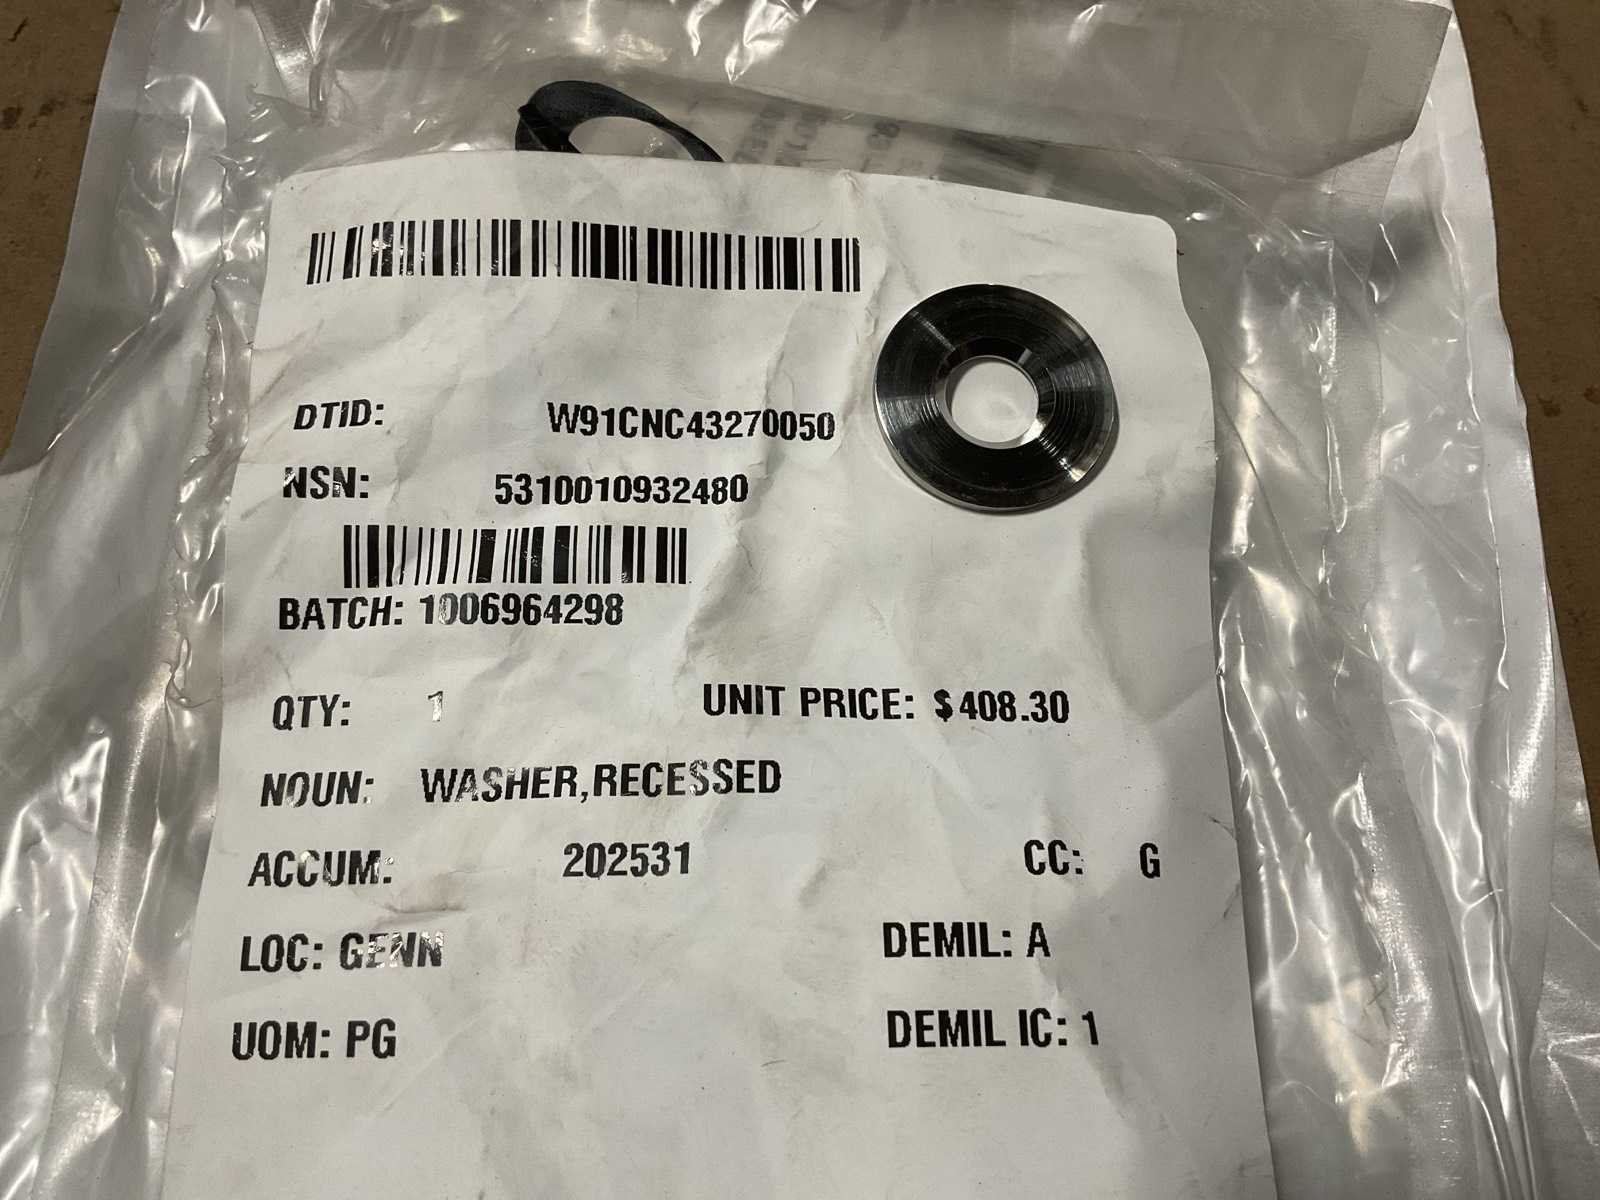 DTID: W91CNC43270050
NSN: 5310010932480
BATCH: 1006964298
QTY: 1 UNIT PRICE: $408.30
NOUN: WASHER,RECESSED
ACCUM: 202531 CC: G
LOC: GENN DEMIL: A
UOM: PG DEMIL IC: 1